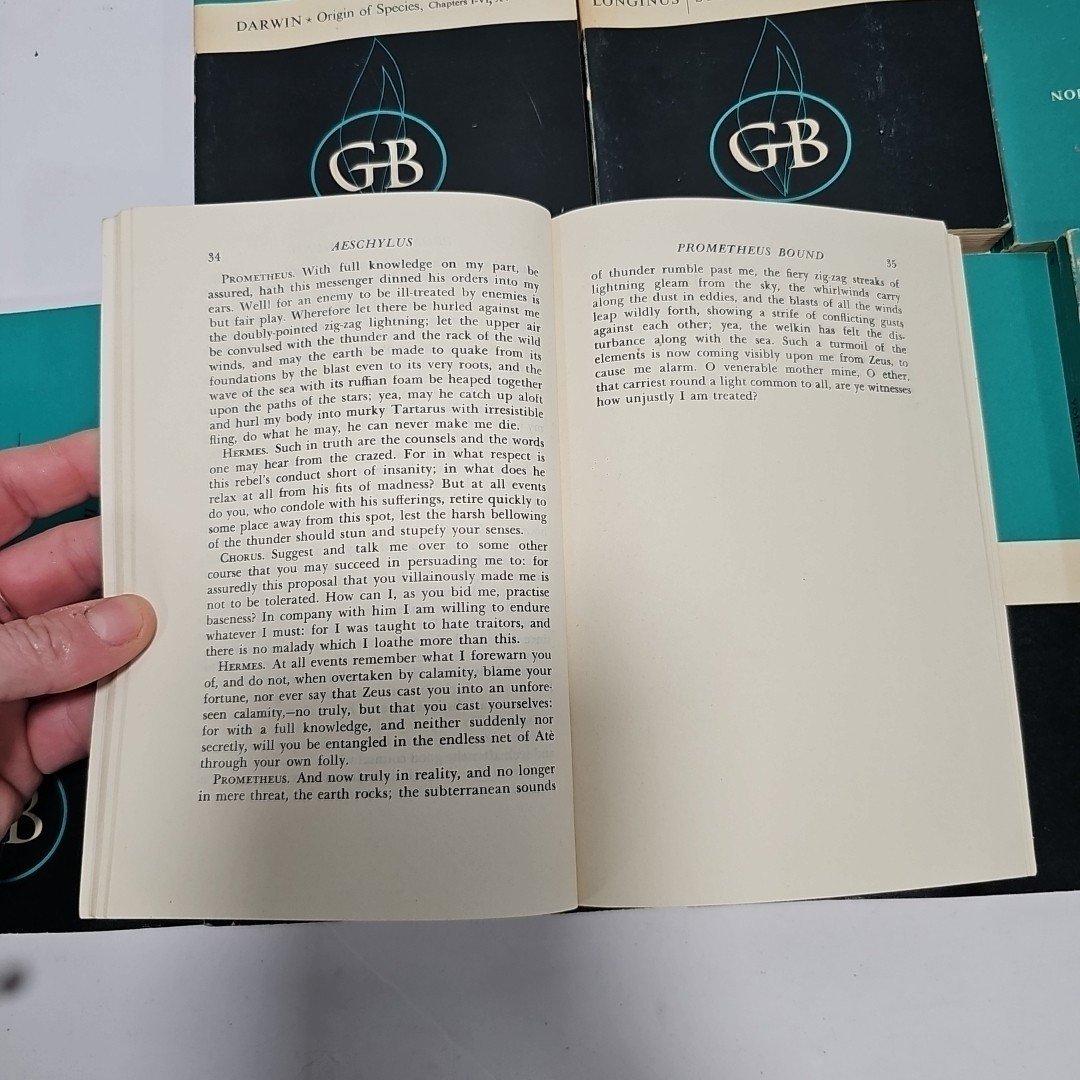 DARWIN ★ Origin of Species, Chapters I-VI,
LONGINUS
GB
GB
34
AESCHYLUS
PROMETHEUS. With full knowledge on my part, be
assured, hath this messenger dinned his orders into my
ears. Well! for an enemy to be ill-treated by enemies is
but fair play. Wherefore let there be hurled against me
the doubly-pointed zig-zag lightning; let the upper air
be convulsed with the thunder and the rack of the wild
winds, and may the earth be made to quake from its
foundations by the blast even to its very roots, and the
wave of the sea with its ruffian foam be heaped together
upon the paths of the stars; yea, may he catch up aloft
and hurl my body into murky Tartarus with irresistible
fling, do what he may, he can never make me die.
HERMES. Such in truth are the counsels and the words
one may hear from the crazed. For in what respect is
this rebel's conduct short of insanity; in what does he
relax at all from his fits of madness? But at all events
do you, who condole with his sufferings, retire quickly to
some place away from this spot, lest the harsh bellowing
of the thunder should stun and stupefy your senses.
CHORUS. Suggest and talk me over to some other
course that you may succeed in persuading me to: for
assuredly this proposal that you villainously made me is
not to be tolerated. How can I, as you bid me, practise
baseness? In company with him I am willing to endure
whatever I must: for I was taught to hate traitors, and
there is no malady which I loathe more than this.
HERMES. At all events remember what I forewarn you
of, and do not, when overtaken by calamity, blame your
fortune, nor ever say that Zeus cast you into an unfore-
seen calamity,—no truly, but that you cast yourselves:
for with a full knowledge, and neither suddenly nor
secretly, will you be entangled in the endless net of Atè
through your own folly.
PROMETHEUS. And now truly in reality, and no longer
in mere threat, the earth rocks; the subterranean sounds
PROMETHEUS BOUND
35
of thunder rumble past me, the fiery zig-zag streaks of
lightning gleam from the sky, the whirlwinds carry
along the dust in eddies, and the blasts of all the winds
leap wildly forth, showing a strife of conflicting gusts
against each other; yea, the welkin has felt the dis-
turbance along with the sea. Such a turmoil of the
elements is now coming visibly upon me from Zeus, to
cause me alarm. O venerable mother mine, O ether,
that carriest round a light common to all, are ye witnesses
how unjustly I am treated?
B